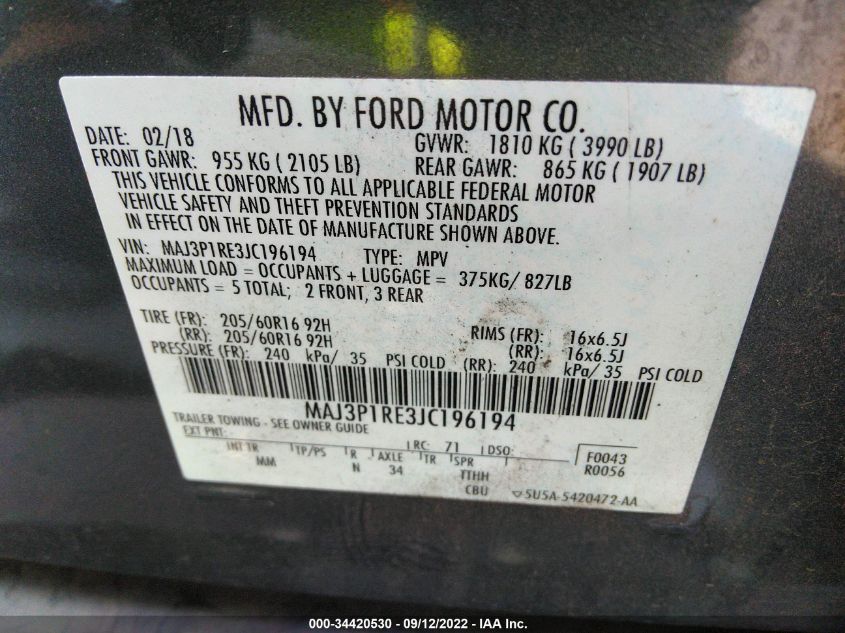 MFD. BY FORD MOTOR CO.
DATE: 02/18 GVWR: 1810 KG ( 3990 LB)
FRONT GAWR: 955 KG ( 2105 LB) REAR GAWR: 865 KG ( 1907 LB)
THIS VEHICLE CONFORMS TO ALL APPLICABLE FEDERAL MOTOR
VEHICLE SAFETY AND THEFT PREVENTION STANDARDS
IN EFFECT ON THE DATE OF MANUFACTURE SHOWN ABOVE.
VIN: MAJ3P1RE3JC196194 TYPE: MPV
MAXIMUM LOAD = OCCUPANTS + LUGGAGE = 375KG/ 827LB
OCCUPANTS = 5 TOTAL; 2 FRONT, 3 REAR
TIRE (FR): 205/60R16 92H RIMS (FR): 16x6.5J
(RR): 205/60R16 92H (RR): 16x6.5J
PRESSURE (FR): 240 kPa/ 35 PSI COLD (RR): 240 kPa/ 35 PSI COLD
MAJ3P1RE3JC196194
TRAILER TOWING - SEE OWNER GUIDE
EXT PNT: RC: 71 DSO: F0043
INT TR TP/PS R AXLE TR SPR R0056
MM N 34 TTHH
CBU 5U5A-5420472-AA
000-34420530 - 09/12/2022 - IAA Inc.